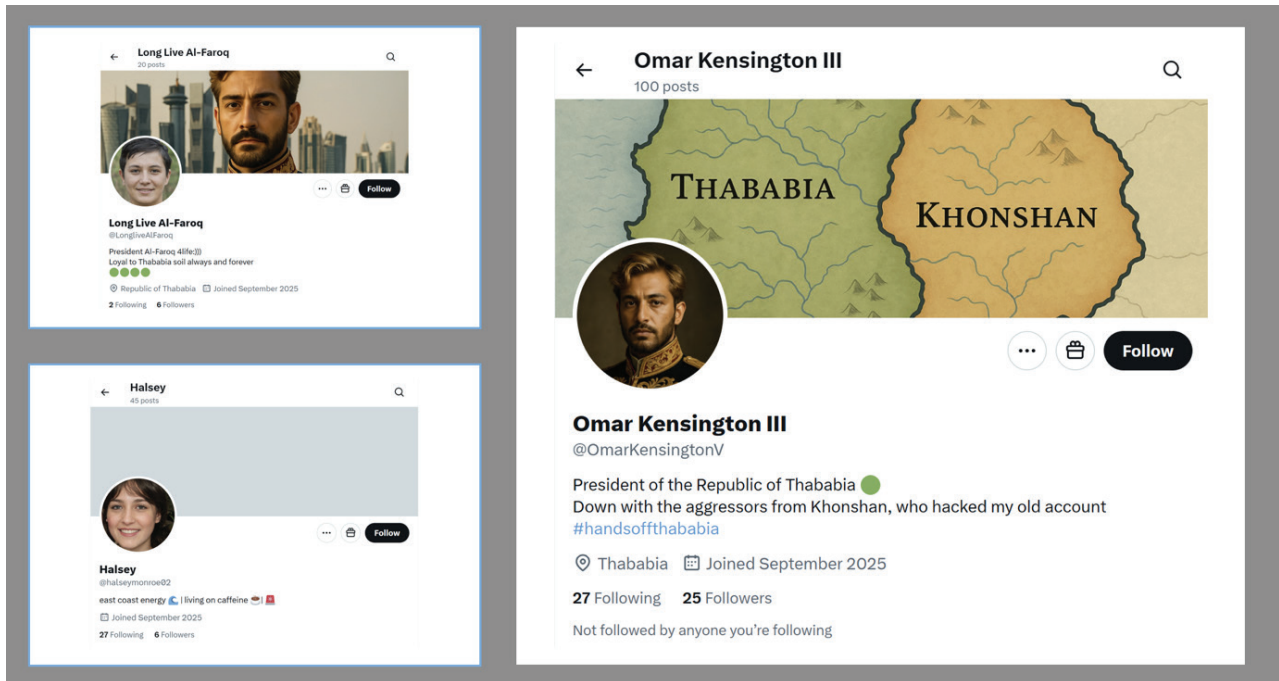 Long Live Al-Faroq
20 posts
Follow
Long Live Al-Faroq
@LongliveAlFaroq
President Al-Faroq 4life:)))
Loyal to Thababia soil always and forever
Republic of Thababia Joined September 2025
2 Following 6 Followers
Halsey
45 posts
Follow
Halsey
@halseymonroe02
east coast energy 🌊 | living on caffeine ☕| 🚨
Joined September 2025
27 Following 6 Followers
Omar Kensington III
100 posts
THABABIA
KHONSHAN
Follow
Omar Kensington III
@OmarKensingtonV
President of the Republic of Thababia 🟢
Down with the aggressors from Khonshan, who hacked my old account
#handsoffthababia
Thababia Joined September 2025
27 Following 25 Followers
Not followed by anyone you're following